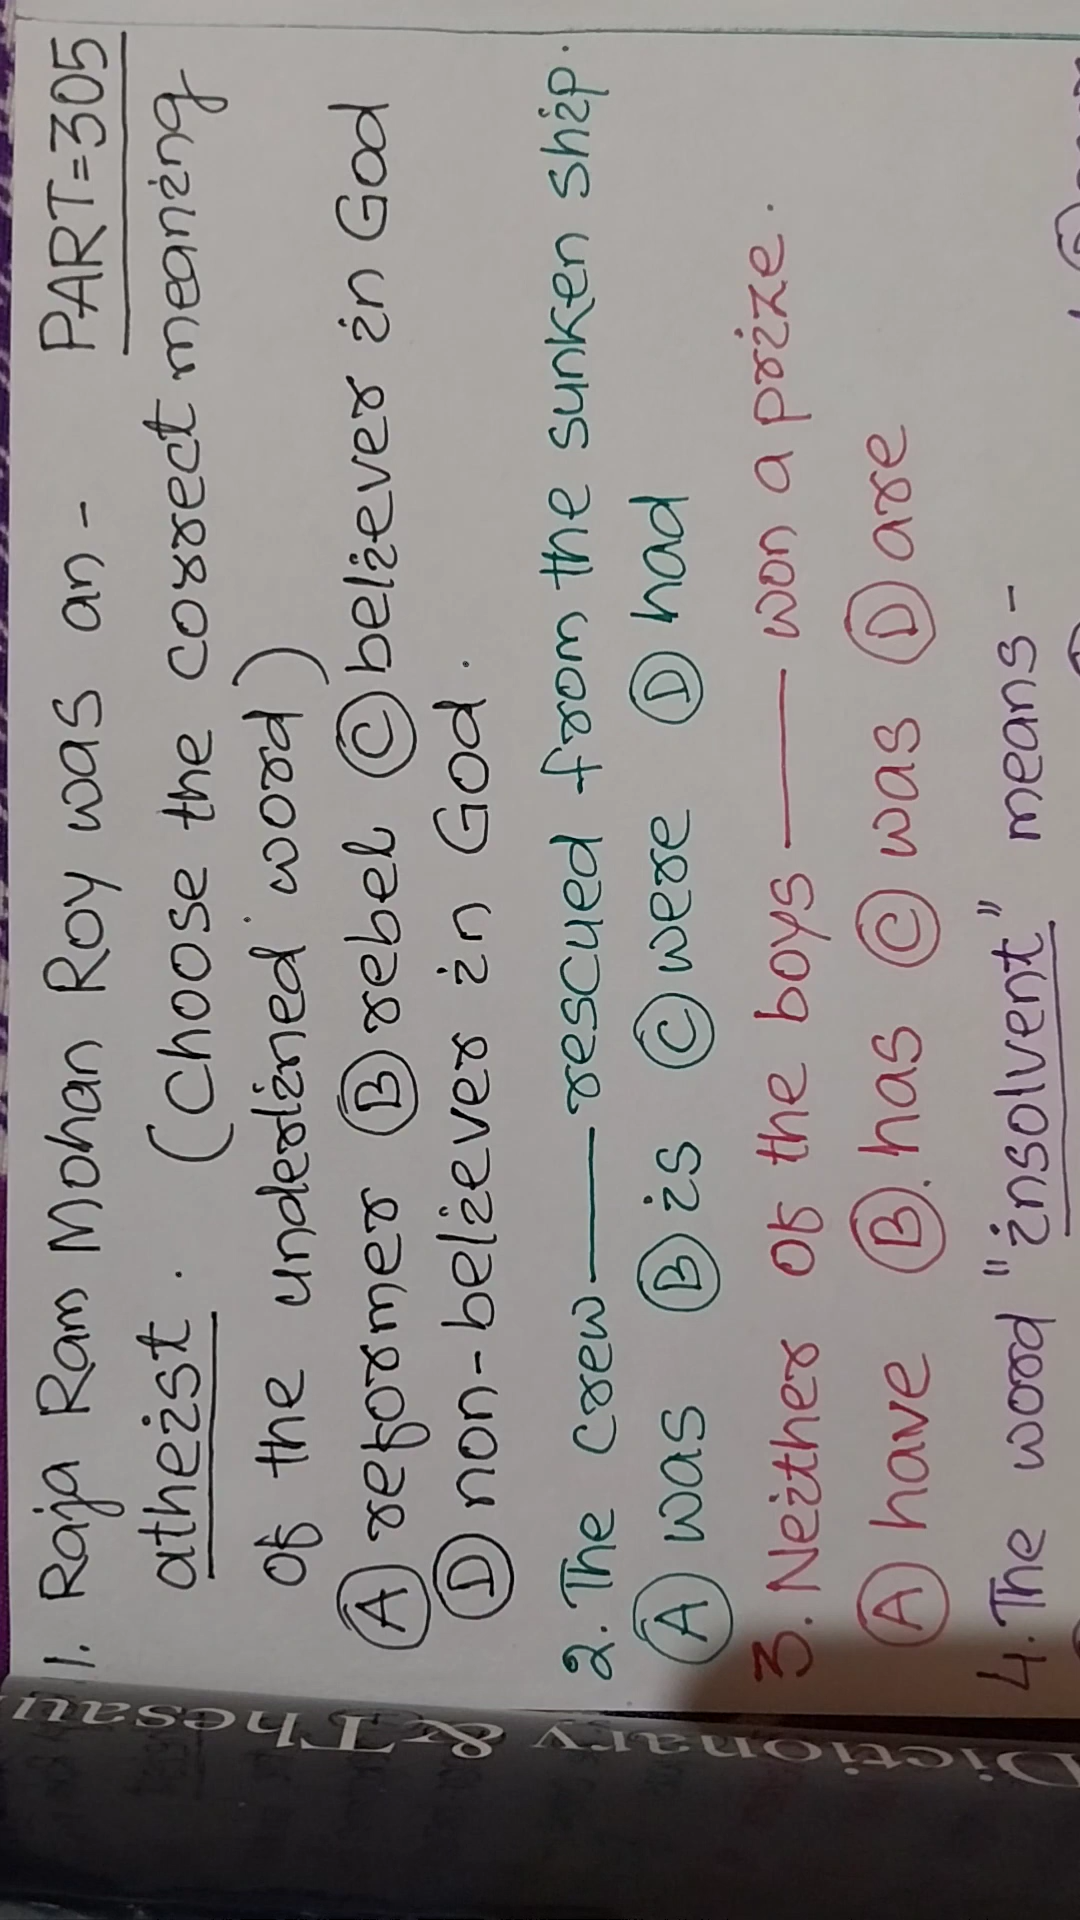 PART=305
1. Raja Ram Mohan Roy was an -
atheist. (Choose the correct meaning
of the underlined word)
(A) reformer (B) rebel (C) believer in God
(D) non-believer in God.
2. The crew ——— rescued from the sunken ship.
(A) was (B) is (C) were (D) had
3. Neither of the boys ——— won a prize.
(A) have (B). has (C) was (D) are
4. The word "insolvent" means -
Dictionary & Thesau